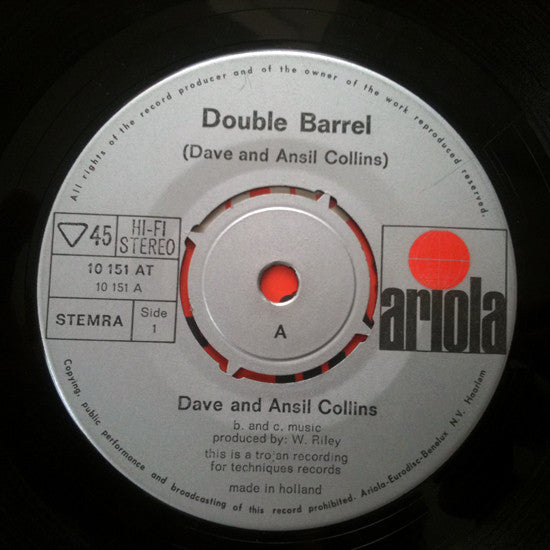 All rights of the record producer and of the owner of the work reproduced reserved.
Double Barrel
(Dave and Ansil Collins)
45
HI-FI
STEREO
10 151 AT
10 151 A
STEMRA
Side
1
ariola
A
Dave and Ansil Collins
b. and c. music
produced by: W. Riley
this is a trojan recording
for techniques records
made in holland
Copying, public performance and broadcasting of this record prohibited. Ariola-Eurodisc-Benelux N.V. Haarlem